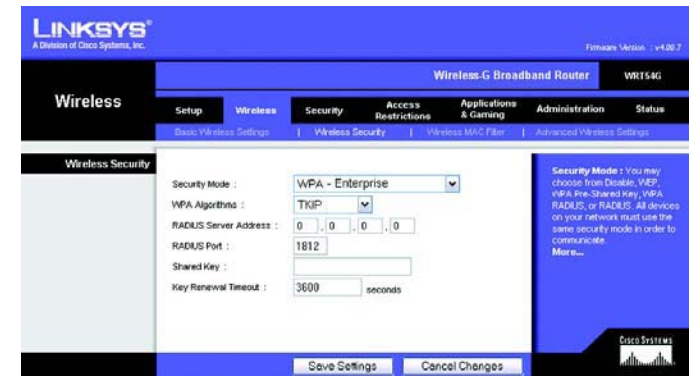 LINKSYS®
A Division of Cisco Systems, Inc.
Firmware Version : v4.00.7
Wireless-G Broadband Router WRT54G
Wireless
Setup Wireless Security Access Restrictions Applications & Gaming Administration Status
Basic Wireless Settings | Wireless Security | Wireless MAC Filter | Advanced Wireless Settings
Wireless Security
Security Mode : WPA - Enterprise
WPA Algorithms : TKIP
RADIUS Server Address : 0 . 0 . 0 . 0
RADIUS Port : 1812
Shared Key :
Key Renewal Timeout : 3600 seconds
Security Mode : You may
choose from Disable, WEP,
WPA Pre-Shared Key, WPA
RADIUS, or RADIUS. All devices
on your network must use the
same security mode in order to
communicate.
More...
CISCO SYSTEMS
Save Settings Cancel Changes